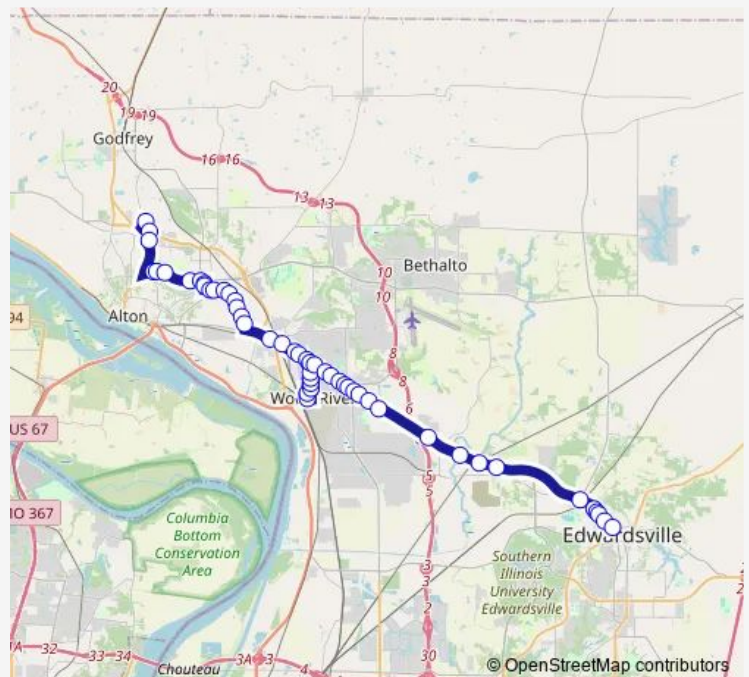 20
19 19
Godfrey
16 16
13 13
Bethalto
10
10
94
Alton
8
8
6
US 67
5
5
Columbia
Bottom
Conservation
Area
Edwardsville
Southern
Illinois
University
Edwardsville
3
3
2
32 33 34
3A 3
4
30
Chouteau
© OpenStreetMap contributors